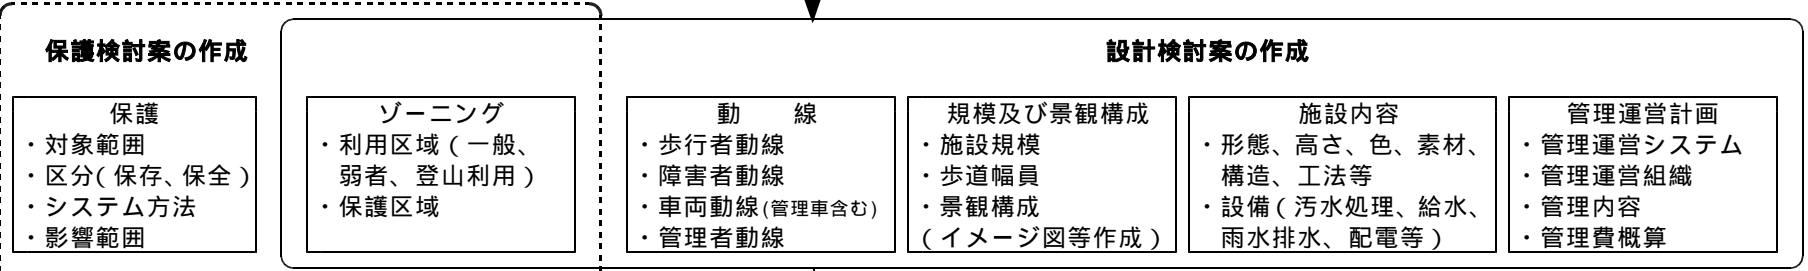 保護検討案の作成
設計検討案の作成
保護
・対象範囲
・区分(保存、保全)
・システム方法
・影響範囲
ゾーニング
・利用区域(一般、
弱者、登山利用)
・保護区域
動　　線
・歩行者動線
・障害者動線
・車両動線(管理車含む)
・管理者動線
規模及び景観構成
・施設規模
・歩道幅員
・景観構成
(イメージ図等作成)
施設内容
・形態、高さ、色、素材、
構造、工法等
・設備(汚水処理、給水、
雨水排水、配電等)
管理運営計画
・管理運営システム
・管理運営組織
・管理内容
・管理費概算